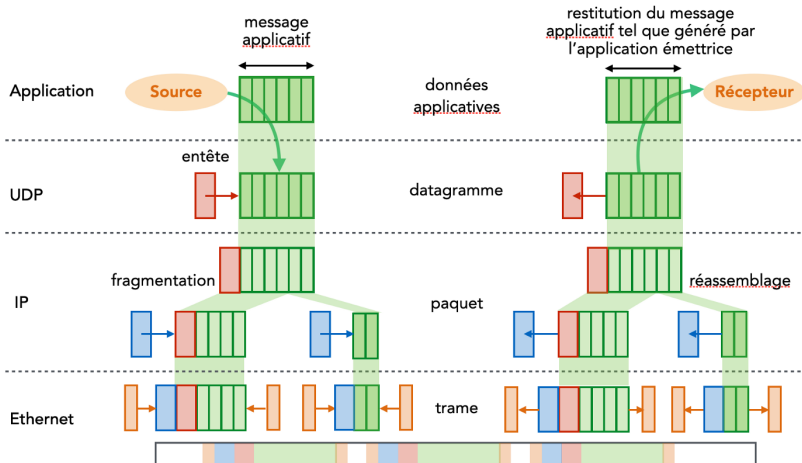 message
applicatif
restitution du message
applicatif tel que généré par
l'application émettrice
Application
Source
données
applicatives
Récepteur
entête
UDP
datagramme
fragmentation
réassemblage
IP
paquet
Ethernet
trame